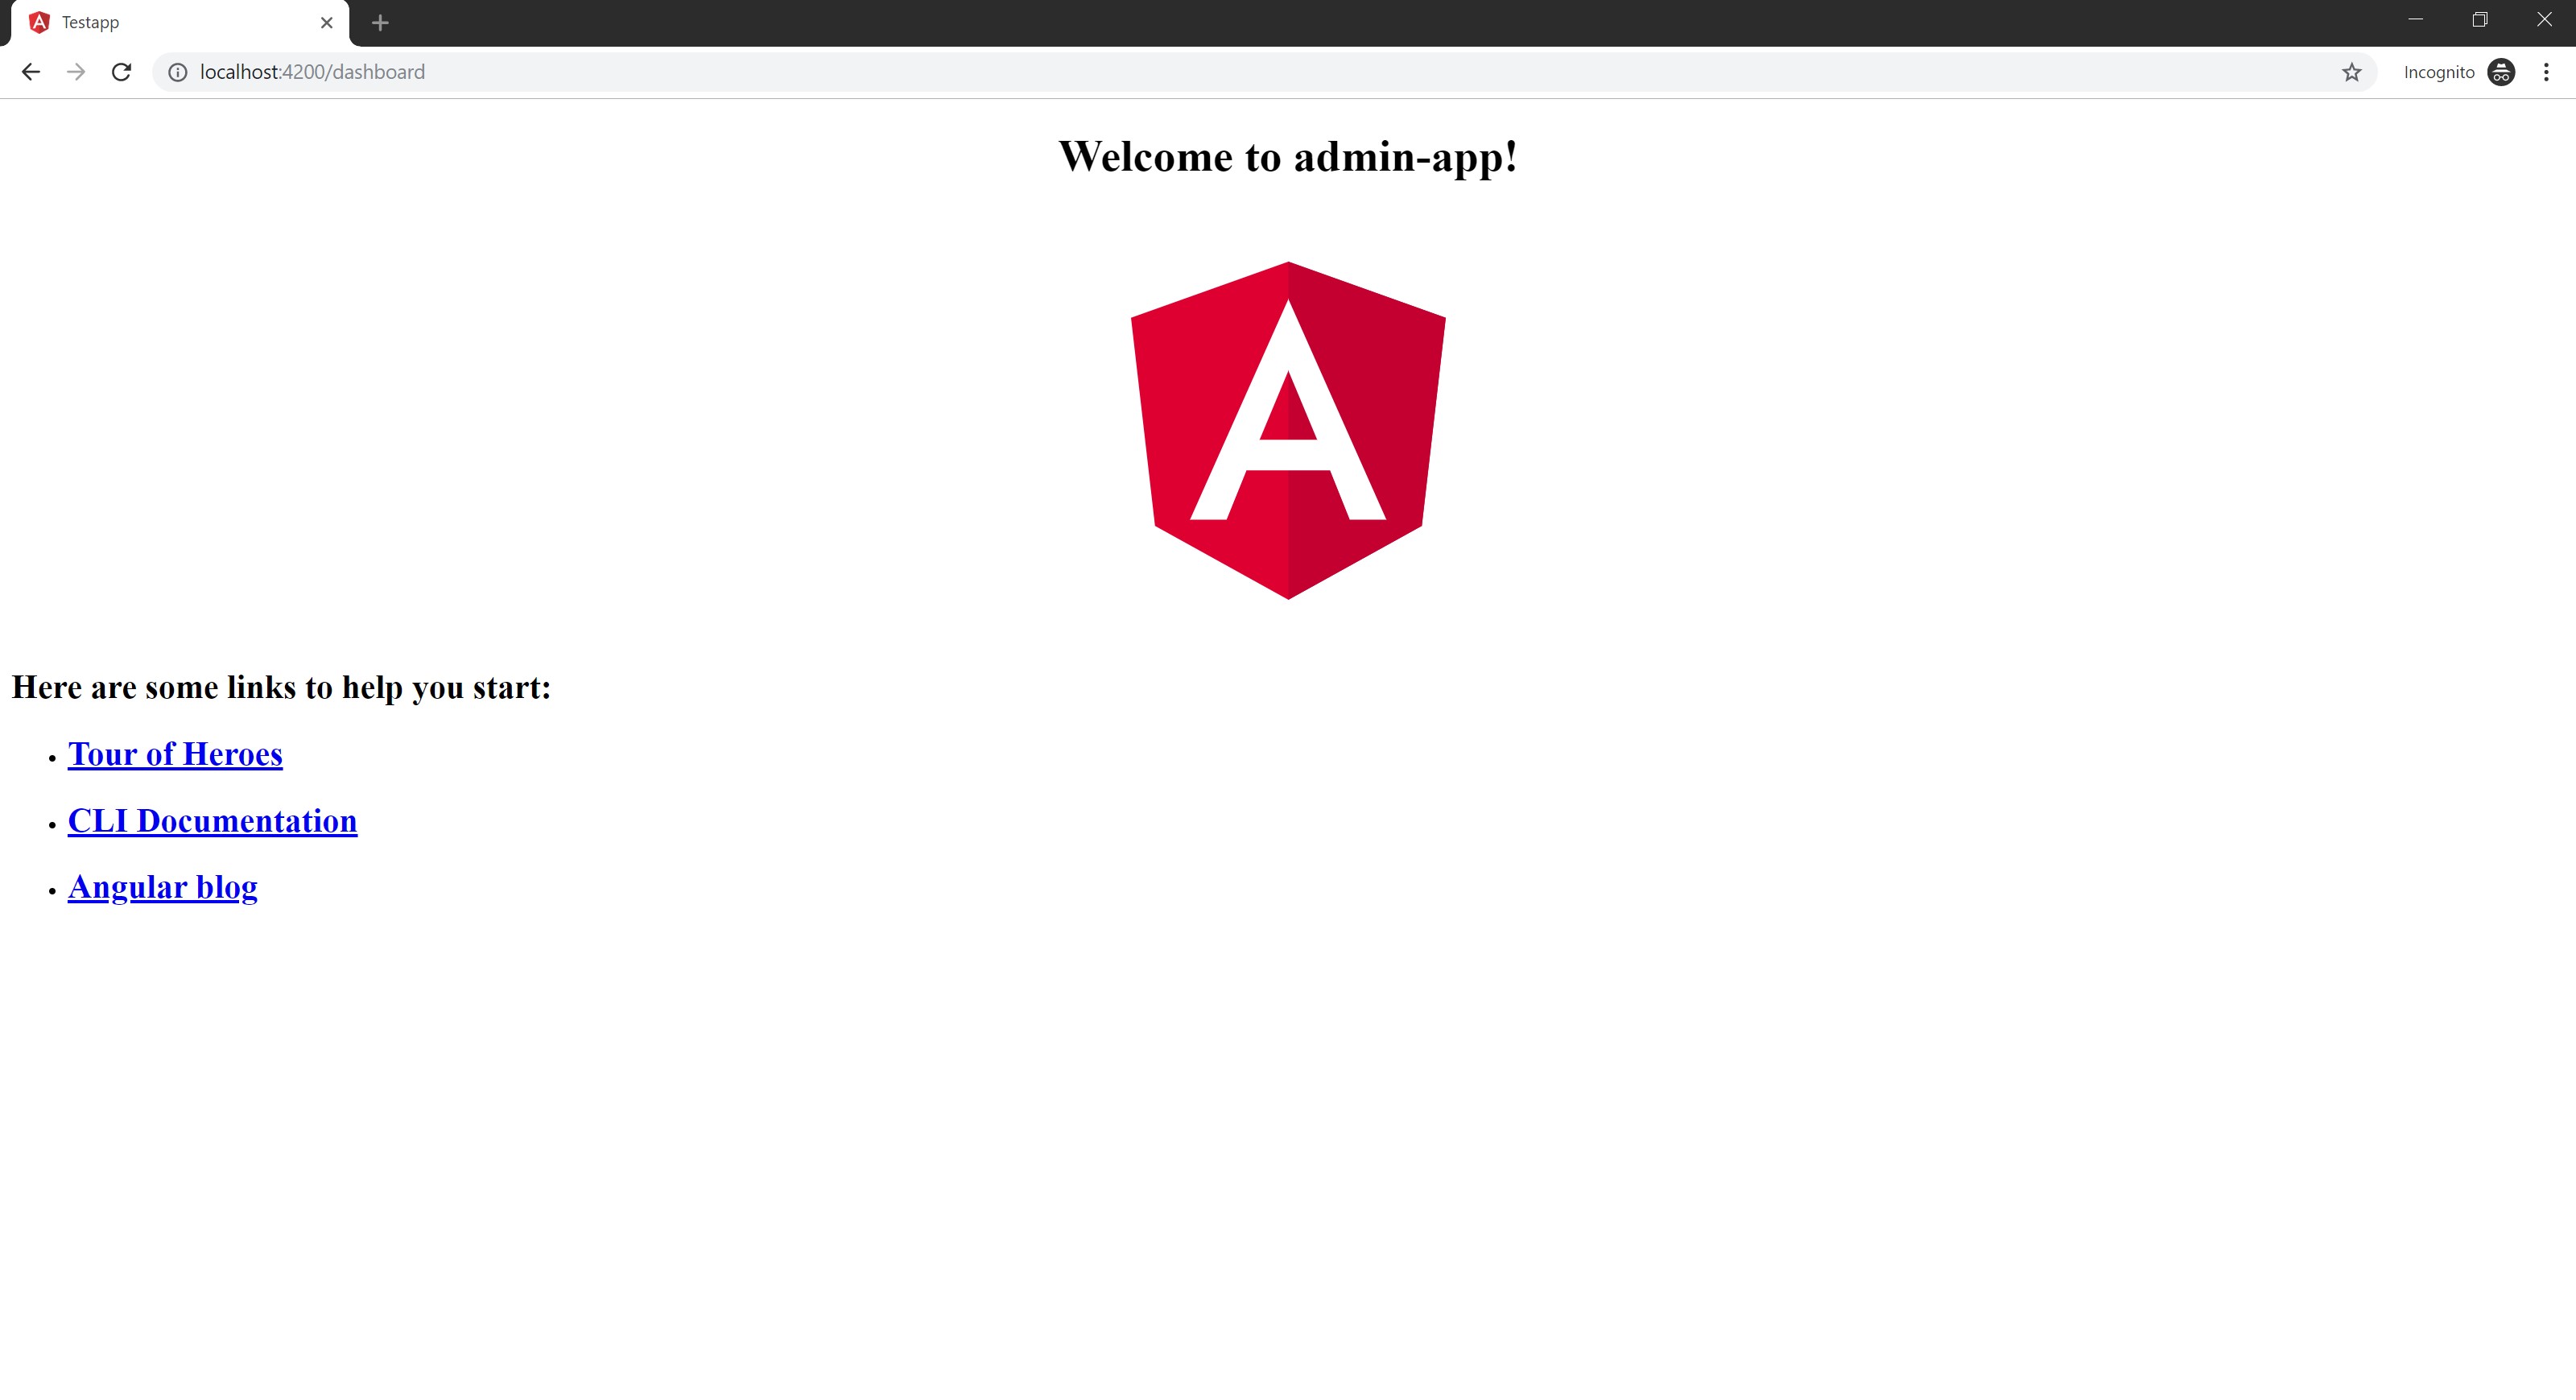 Testapp
localhost:4200/dashboard
Incognito
Welcome to admin-app!
A
Here are some links to help you start:
Tour of Heroes
CLI Documentation
Angular blog